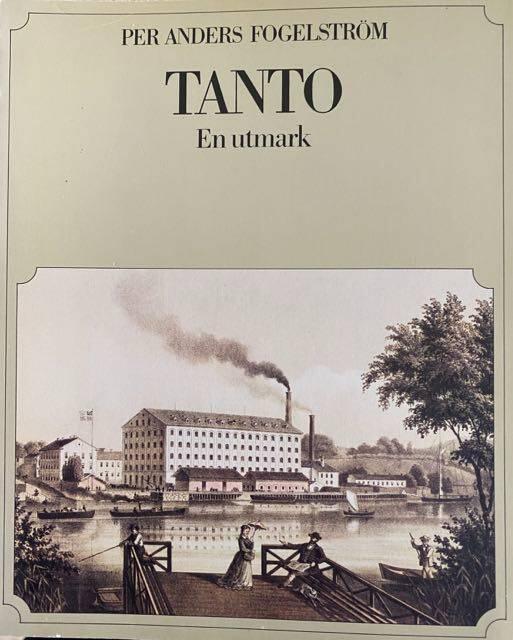 PER ANDERS FOGELSTRÖM
TANTO
En utmark